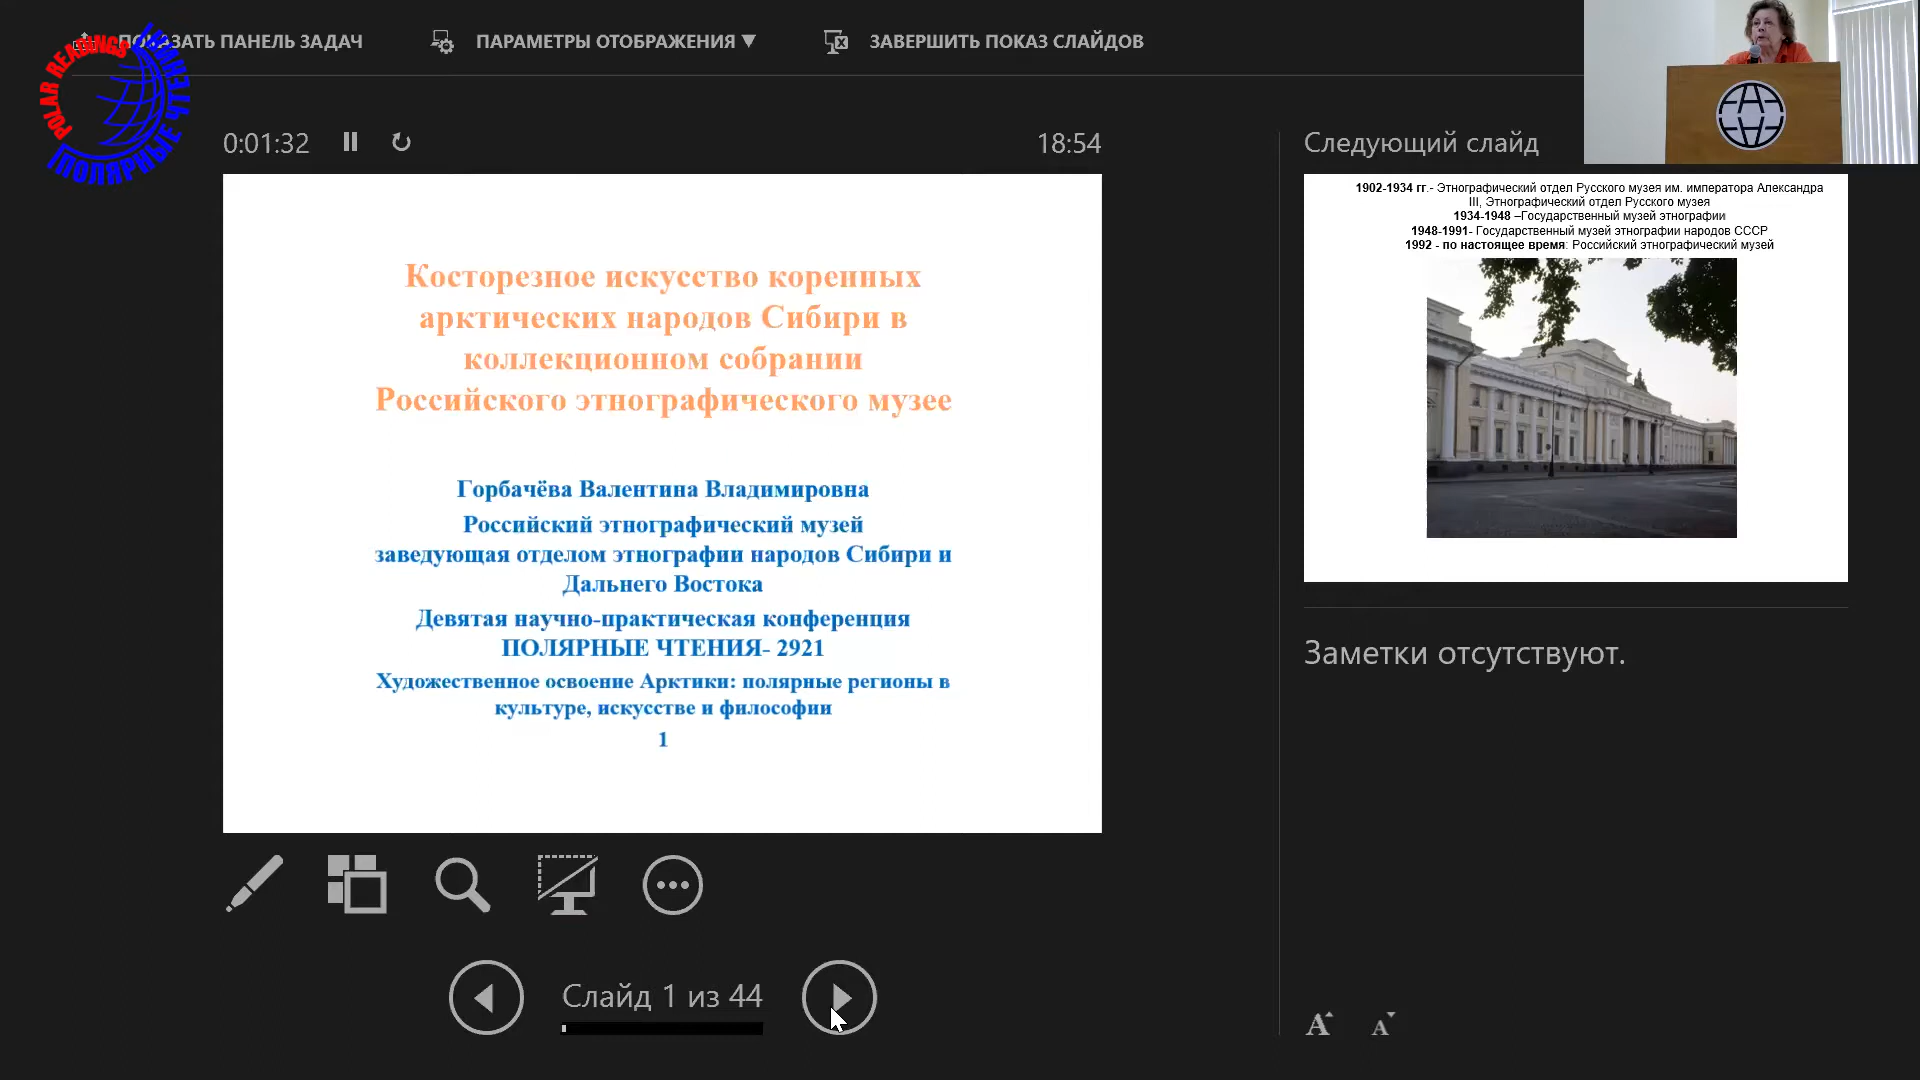 POLAR READINGS
ПОЛЯРНЫЕ ЧТЕНИЯ
ПОКАЗАТЬ ПАНЕЛЬ ЗАДАЧ
ПАРАМЕТРЫ ОТОБРАЖЕНИЯ ▼
ЗАВЕРШИТЬ ПОКАЗ СЛАЙДОВ
0:01:32
18:54
Косторезное искусство коренных
арктических народов Сибири в
коллекционном собрании
Российского этнографического музее
Горбачёва Валентина Владимировна
Российский этнографический музей
заведующая отделом этнографии народов Сибири и
Дальнего Востока
Девятая научно-практическая конференция
ПОЛЯРНЫЕ ЧТЕНИЯ- 2921
Художественное освоение Арктики: полярные регионы в
культуре, искусстве и философии
1
Слайд 1 из 44
Следующий слайд
1902-1934 гг.- Этнографический отдел Русского музея им. императора Александра
III, Этнографический отдел Русского музея
1934-1948 –Государственный музей этнографии
1948-1991- Государственный музей этнографии народов СССР
1992 - по настоящее время: Российский этнографический музей
Заметки отсутствуют.
A A